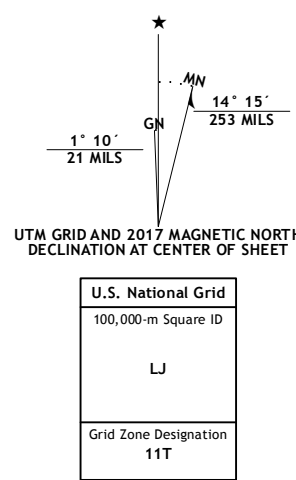 MN
GN
14° 15´
253 MILS
1° 10´
21 MILS
UTM GRID AND 2017 MAGNETIC NORTH
DECLINATION AT CENTER OF SHEET
U.S. National Grid
100,000-m Square ID
LJ
Grid Zone Designation
11T